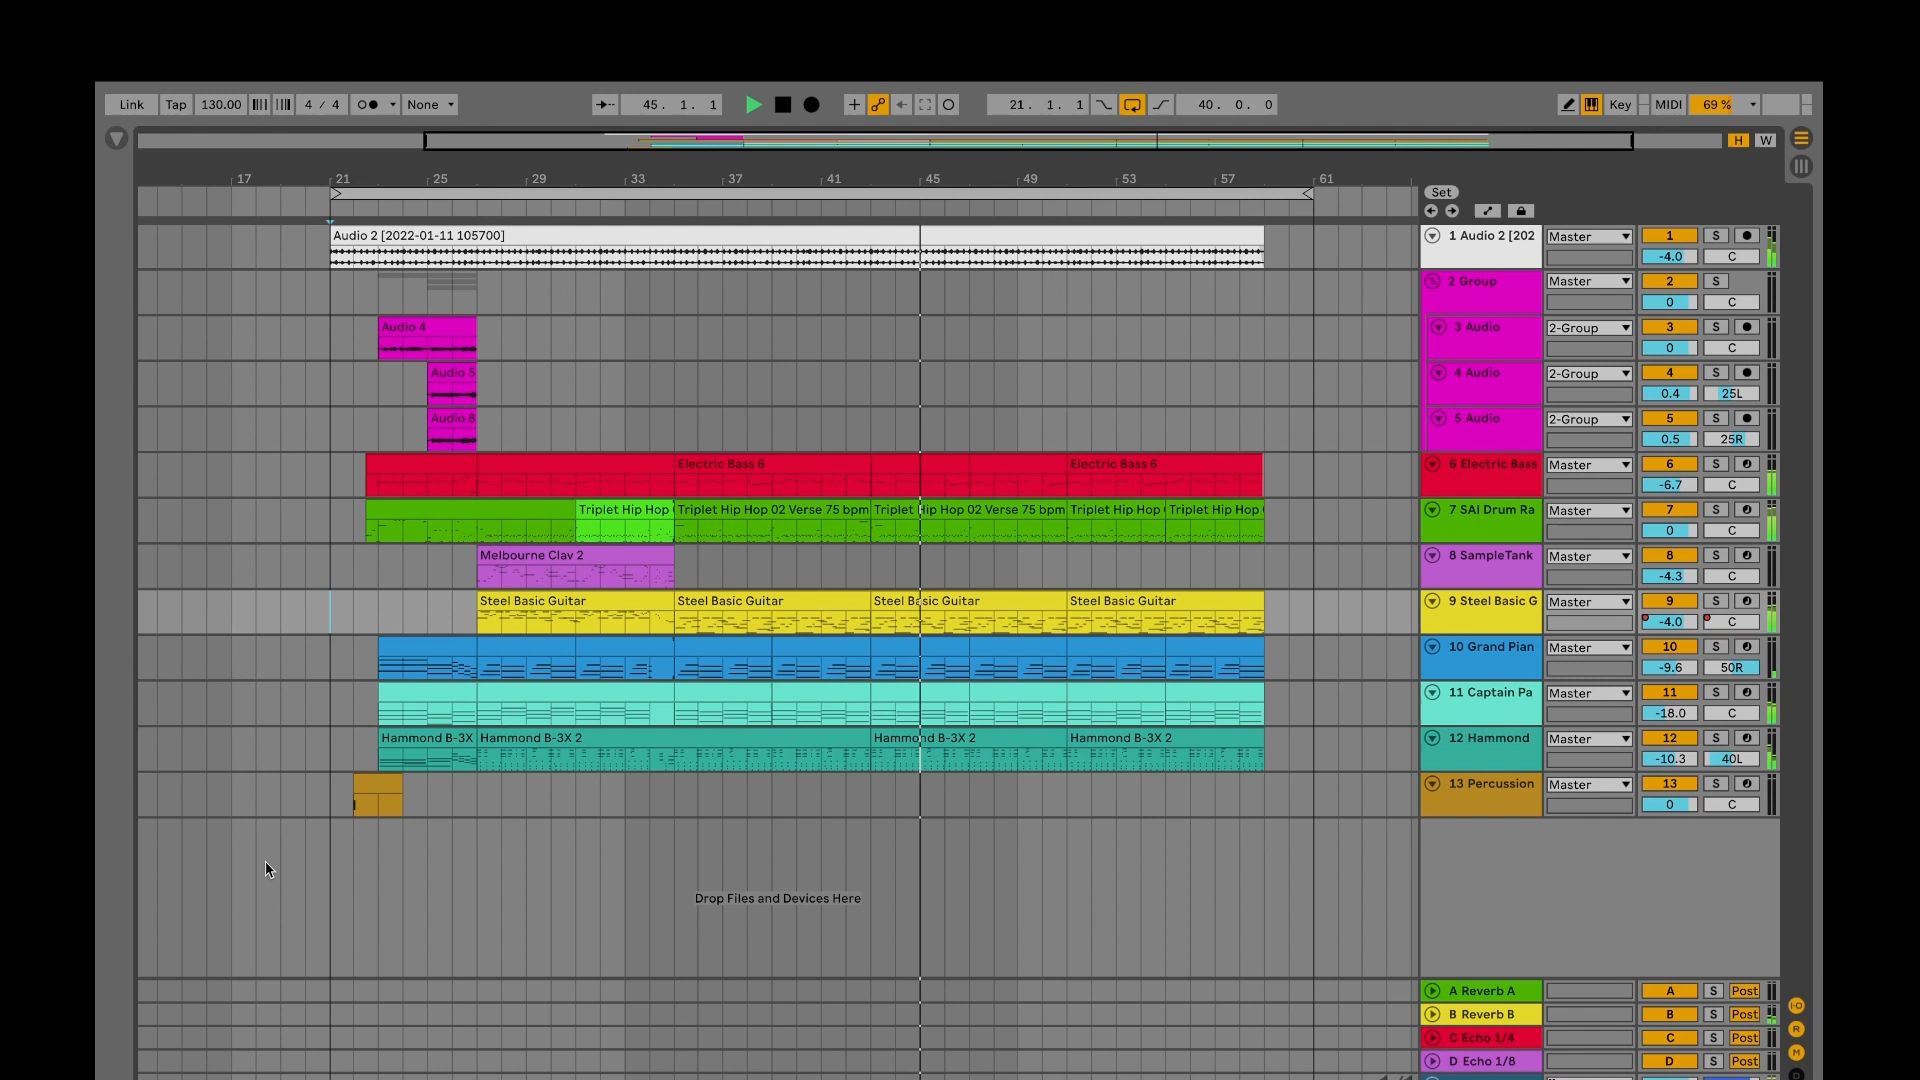 Link Tap 130.00 4 / 4 None 45. 1. 1 21. 1. 1 40. 0. 0 Key MIDI 69 %
H W
17 21 25 29 33 37 41 45 49 53 57 61
Set
Audio 2 [2022-01-11 105700] 1 Audio 2 [202 Master 1 S
-4.0 C
2 Group Master 2 S
0 C
Audio 4 3 Audio 2-Group 3 S
0 C
Audio 5 4 Audio 2-Group 4 S
0.4 25L
Audio 8 5 Audio 2-Group 5 S
0.5 25R
Electric Bass 6 Electric Bass 6 6 Electric Bass Master 6 S
-6.7 C
Triplet Hip Hop Triplet Hip Hop 02 Verse 75 bpm Triplet Hip Hop 02 Verse 75 bpm Triplet Hip Hop Triplet Hip Hop 7 SAI Drum Ra Master 7 S
0 C
Melbourne Clav 2 8 SampleTank Master 8 S
-4.3 C
Steel Basic Guitar Steel Basic Guitar Steel Basic Guitar Steel Basic Guitar 9 Steel Basic G Master 9 S
-4.0 C
10 Grand Pian Master 10 S
-9.6 50R
11 Captain Pa Master 11 S
-18.0 C
Hammond B-3X Hammond B-3X 2 Hammond B-3X 2 Hammond B-3X 2 12 Hammond Master 12 S
-10.3 40L
13 Percussion Master 13 S
0 C
Drop Files and Devices Here
A Reverb A A S Post
B Reverb B B S Post
I·O
C Echo 1/4 C S Post
R
D Echo 1/8 D S Post
M
D